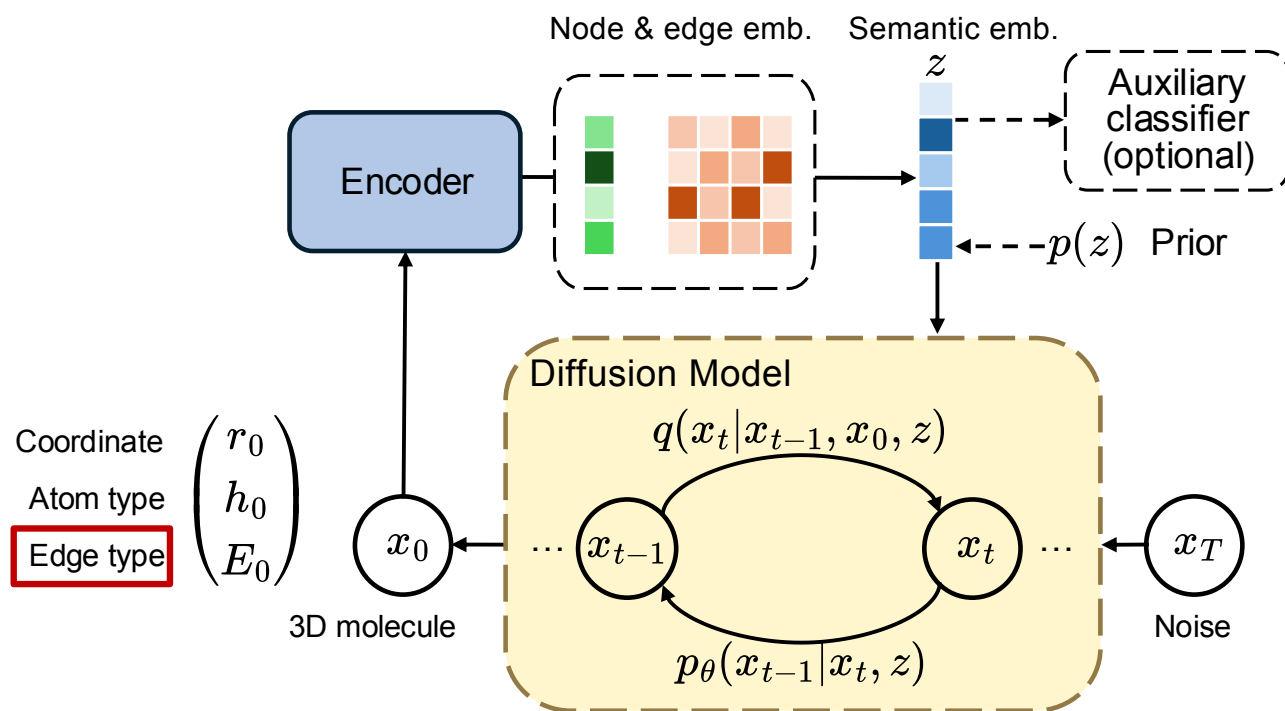 Node & edge emb.
Semantic emb.
z
Auxiliary
classifier
(optional)
Encoder
p(z) Prior
Diffusion Model
q(x_t|x_{t-1}, x_0, z)
Coordinate r_0
Atom type h_0
Edge type E_0
x_0
... x_{t-1}
x_t ...
x_T
3D molecule
Noise
p_θ(x_{t-1}|x_t, z)